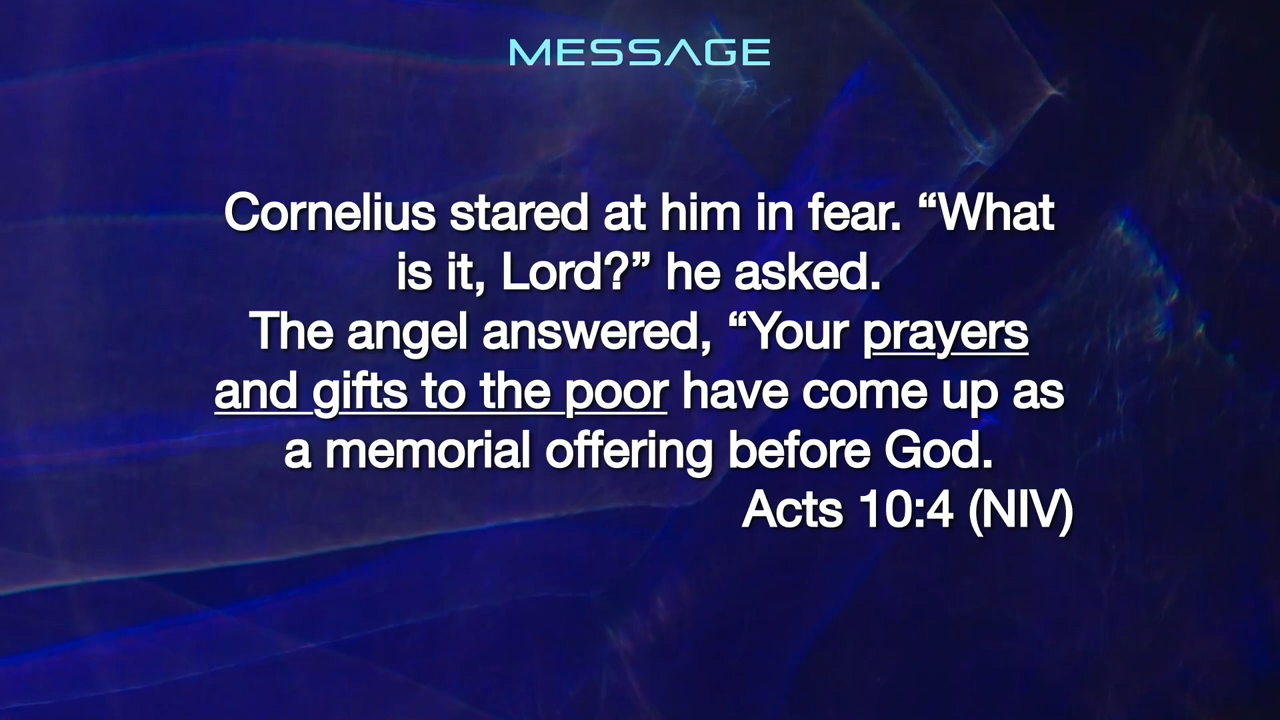 MESSAGE
Cornelius stared at him in fear. “What
is it, Lord?” he asked.
The angel answered, “Your prayers
and gifts to the poor have come up as
a memorial offering before God.
Acts 10:4 (NIV)